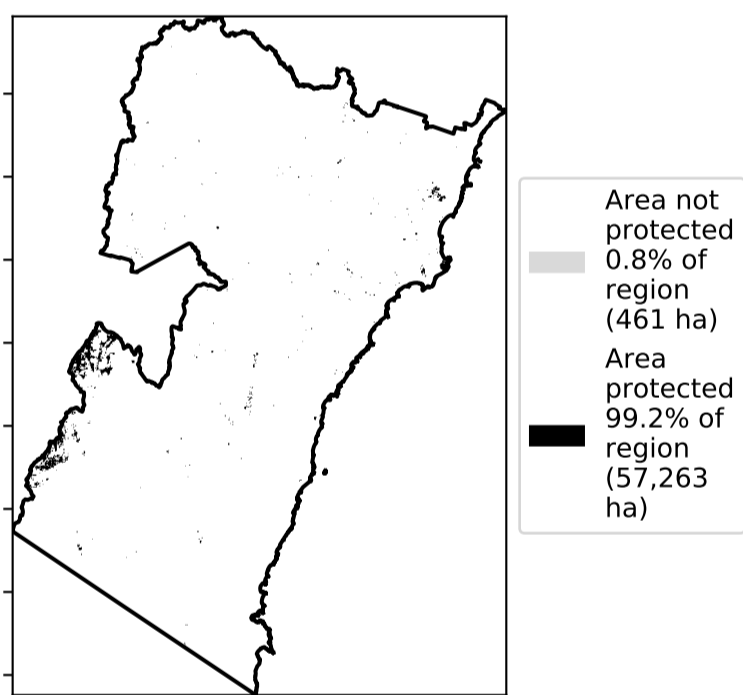 Area not
protected
0.8% of
region
(461 ha)
Area
protected
99.2% of
region
(57,263
ha)